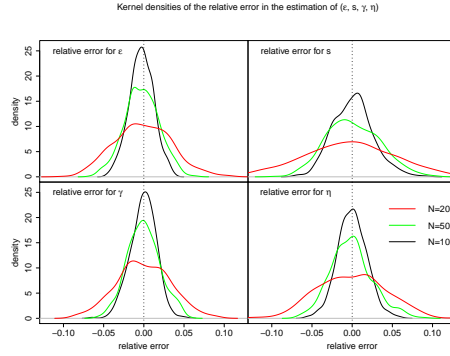 Kernel densities of the relative error in the estimation of (ε, s, γ, η)
relative error for ε
relative error for s
density
0 5 10 15 20 25
relative error for γ
relative error for η
density
0 5 10 15 20 25
N=20
N=50
N=10
−0.10 −0.05 0.00 0.05 0.10
−0.10 −0.05 0.00 0.05 0.10
relative error
relative error